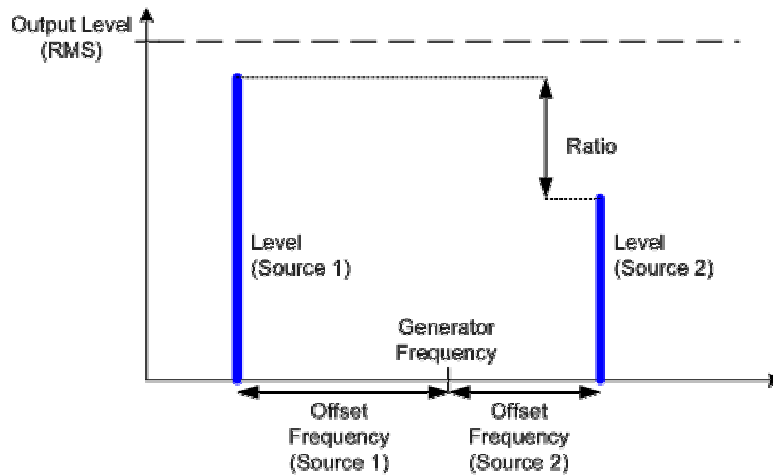 Output Level
(RMS)
Ratio
Level
(Source 1)
Level
(Source 2)
Generator
Frequency
Offset
Frequency
(Source 1)
Offset
Frequency
(Source 2)